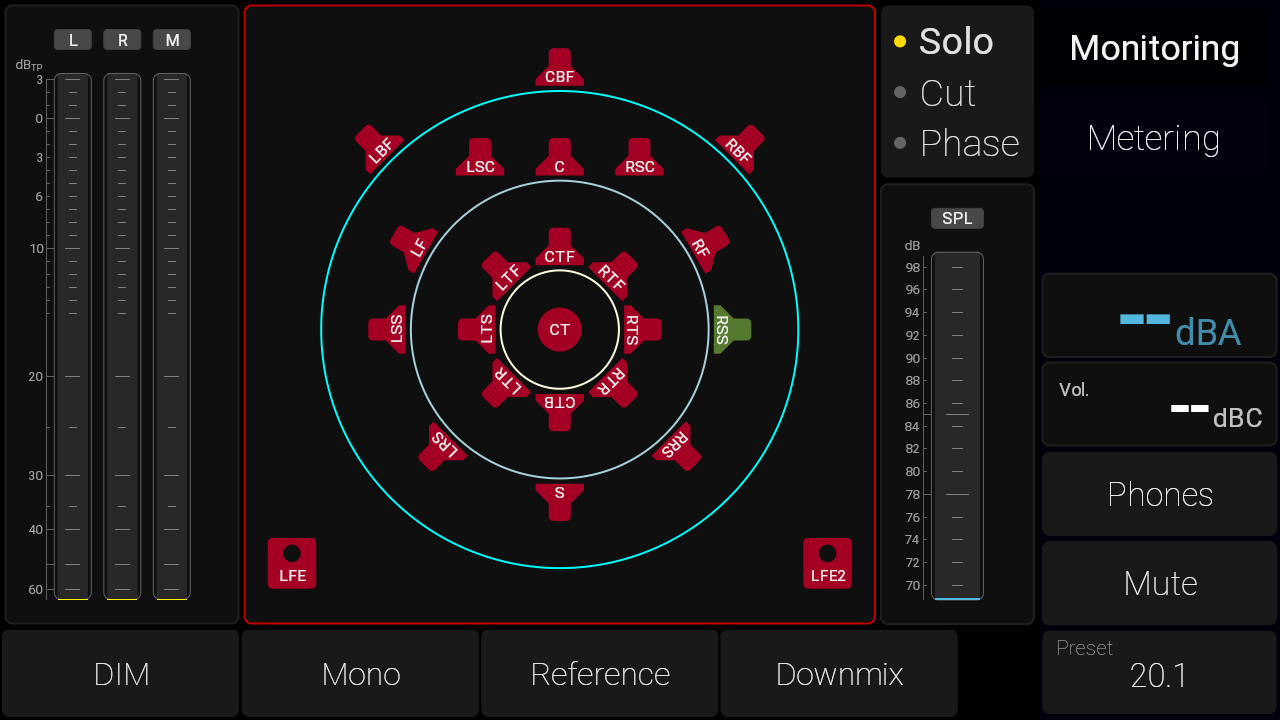 L R M
dBTP
3
0
3
6
10
20
30
40
60
CBF
LBF
RBF
LSC C RSC
LF
RF
CTF
LTF
RTF
LSS
LTS
CT
RTS
RSS
LTR
RTR
CTB
LRS
RRS
S
LFE
LFE2
Solo
Cut
Phase
SPL
dB
98
96
94
92
90
88
86
84
82
80
78
76
74
72
70
Monitoring
Metering
-- dBA
Vol.
-- dBC
Phones
Mute
Preset
20.1
DIM
Mono
Reference
Downmix